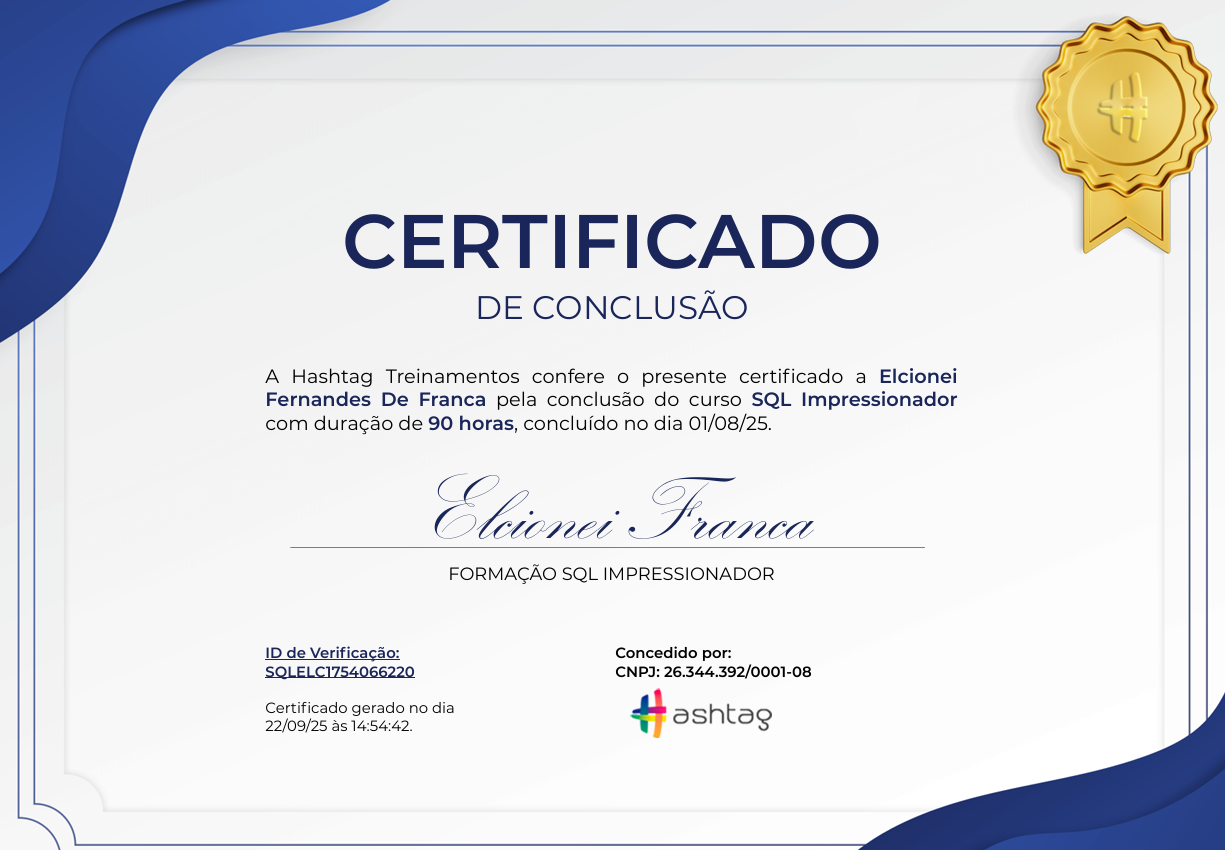 CERTIFICADO
DE CONCLUSÃO
A Hashtag Treinamentos confere o presente certificado a Elcionei
Fernandes De Franca pela conclusão do curso SQL Impressionador
com duração de 90 horas, concluído no dia 01/08/25.
Elcionei Franca
FORMAÇÃO SQL IMPRESSIONADOR
ID de Verificação:
SQLELC1754066220
Certificado gerado no dia
22/09/25 às 14:54:42.
Concedido por:
CNPJ: 26.344.392/0001-08
#ashtag